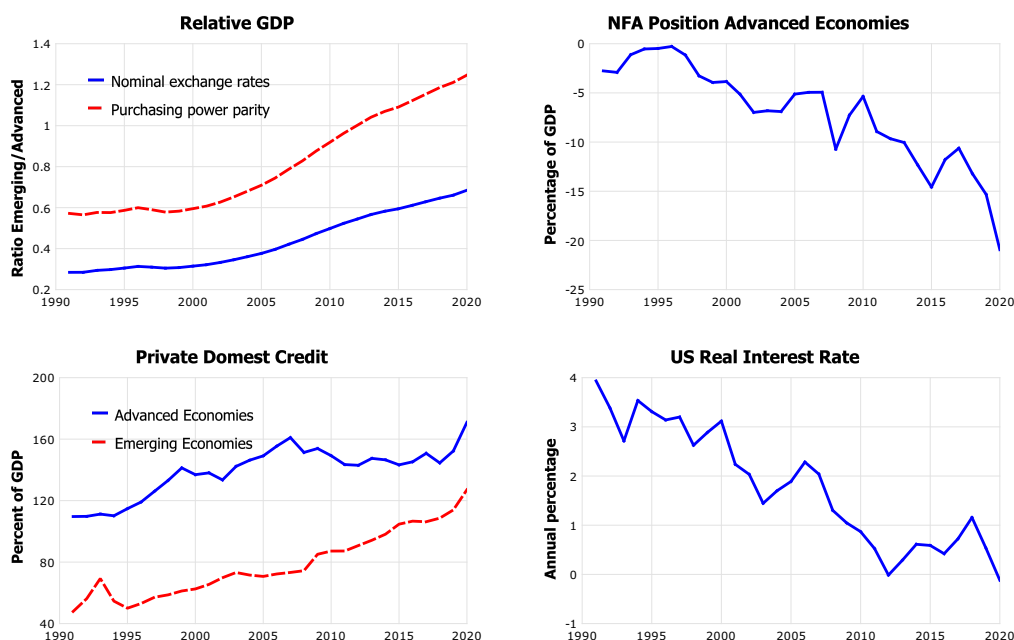 Relative GDP
Ratio Emerging/Advanced
1.4
1.2
1
0.8
0.6
0.4
0.2
Nominal exchange rates
Purchasing power parity
1990 1995 2000 2005 2010 2015 2020
NFA Position Advanced Economies
Percentage of GDP
0
-5
-10
-15
-20
-25
1990 1995 2000 2005 2010 2015 2020
Private Domest Credit
Percent of GDP
200
160
120
80
40
Advanced Economies
Emerging Economies
1990 1995 2000 2005 2010 2015 2020
US Real Interest Rate
Annual percentage
4
3
2
1
0
-1
1990 1995 2000 2005 2010 2015 2020